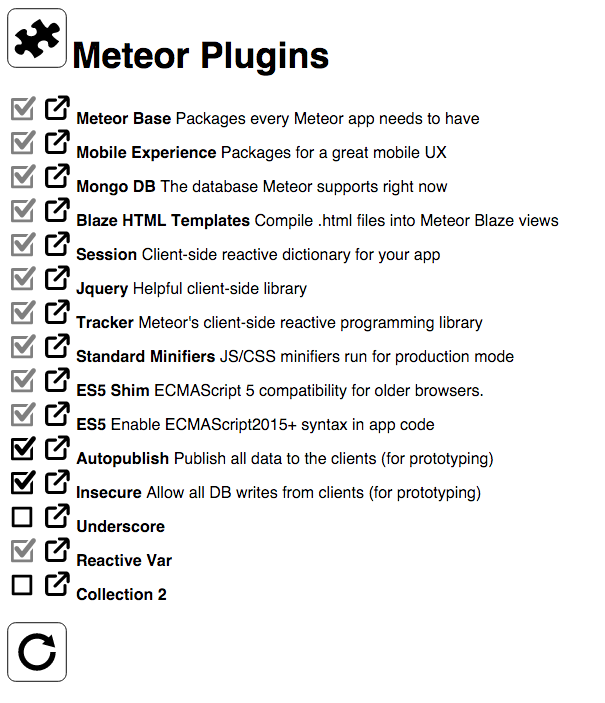 Meteor Plugins
Meteor Base Packages every Meteor app needs to have
Mobile Experience Packages for a great mobile UX
Mongo DB The database Meteor supports right now
Blaze HTML Templates Compile .html files into Meteor Blaze views
Session Client-side reactive dictionary for your app
Jquery Helpful client-side library
Tracker Meteor's client-side reactive programming library
Standard Minifiers JS/CSS minifiers run for production mode
ES5 Shim ECMAScript 5 compatibility for older browsers.
ES5 Enable ECMAScript2015+ syntax in app code
Autopublish Publish all data to the clients (for prototyping)
Insecure Allow all DB writes from clients (for prototyping)
Underscore
Reactive Var
Collection 2